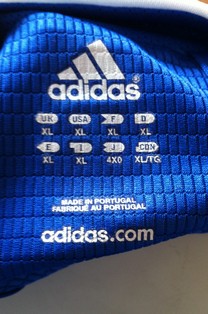 adidas®
UK USA F D
XL XL XL XL
E I J CDN
XL XL 4XO XL/TG
MADE IN PORTUGAL
FABRIQUÉ AU PORTUGAL
adidas.com